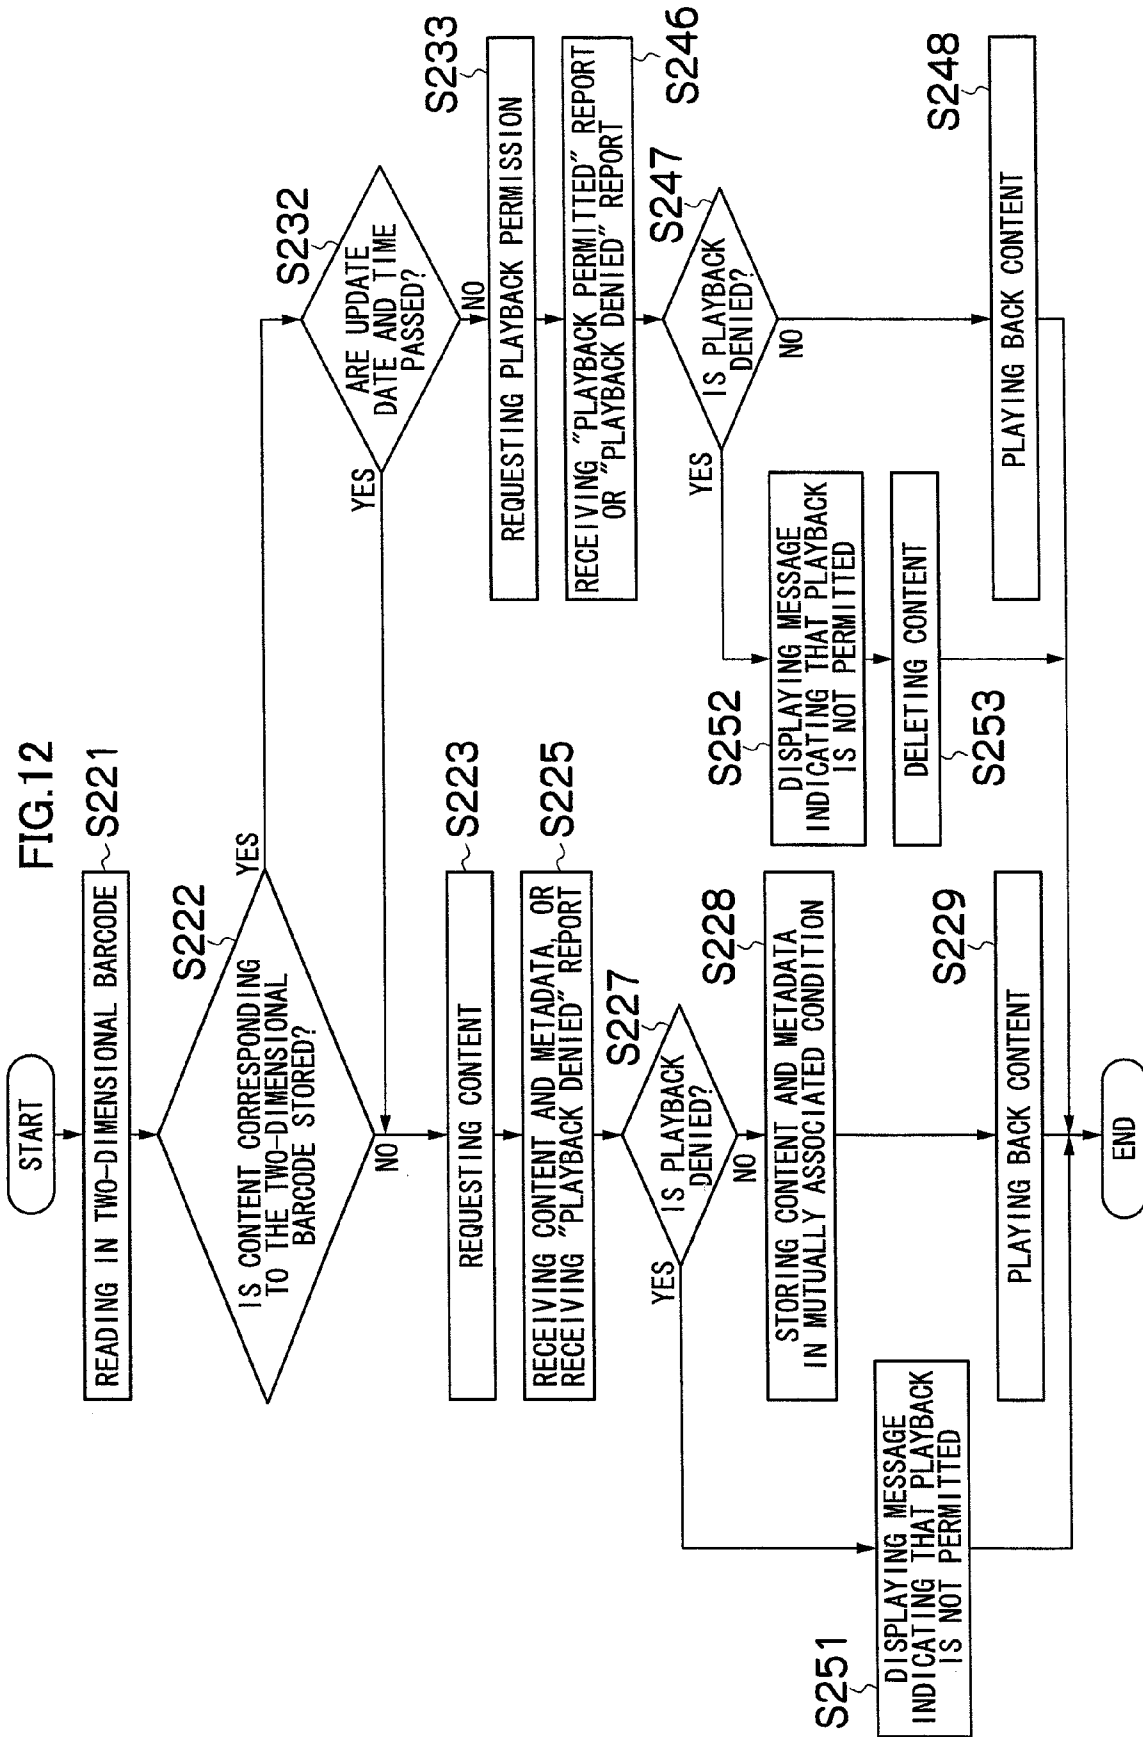 FIG.12
START
READING IN TWO-DIMENSIONAL BARCODE
S221
IS CONTENT CORRESPONDING
TO THE TWO-DIMENSIONAL
BARCODE STORED?
S222
YES
NO
ARE UPDATE
DATE AND TIME
PASSED?
S232
YES
NO
REQUESTING CONTENT
S223
REQUESTING PLAYBACK PERMISSION
S233
RECEIVING CONTENT AND METADATA, OR
RECEIVING "PLAYBACK DENIED" REPORT
S225
RECEIVING "PLAYBACK PERMITTED" REPORT
OR "PLAYBACK DENIED" REPORT
S246
IS PLAYBACK
DENIED?
S227
YES
NO
IS PLAYBACK
DENIED?
S247
YES
NO
STORING CONTENT AND METADATA
IN MUTUALLY ASSOCIATED CONDITION
S228
S252
DISPLAYING MESSAGE
INDICATING THAT PLAYBACK
IS NOT PERMITTED
DELETING CONTENT
S253
S251
DISPLAYING MESSAGE
INDICATING THAT PLAYBACK
IS NOT PERMITTED
PLAYING BACK CONTENT
S229
PLAYING BACK CONTENT
S248
END